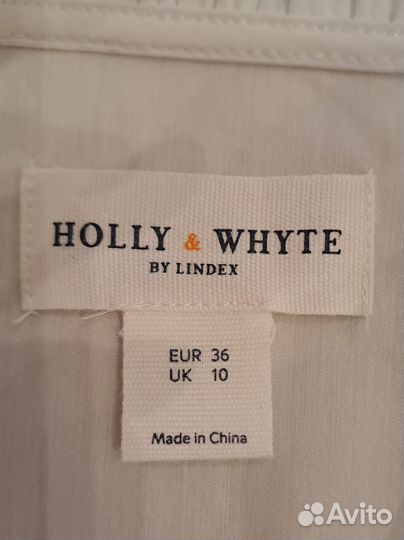 HOLLY & WHYTE
BY LINDEX
EUR 36
UK 10
Made in China
Avito